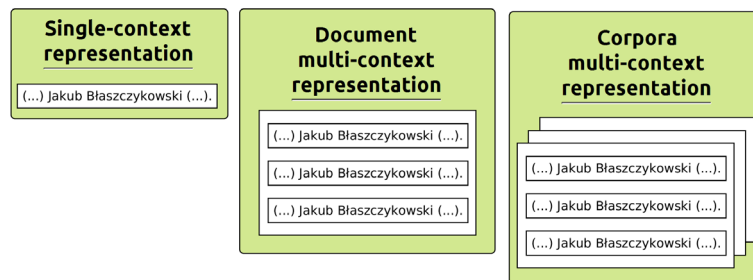 Single-context
representation
(...) Jakub Błaszczykowski (...).
Document
multi-context
representation
(...) Jakub Błaszczykowski (...).
(...) Jakub Błaszczykowski (...).
(...) Jakub Błaszczykowski (...).
Corpora
multi-context
representation
(...) Jakub Błaszczykowski (...).
(...) Jakub Błaszczykowski (...).
(...) Jakub Błaszczykowski (...).